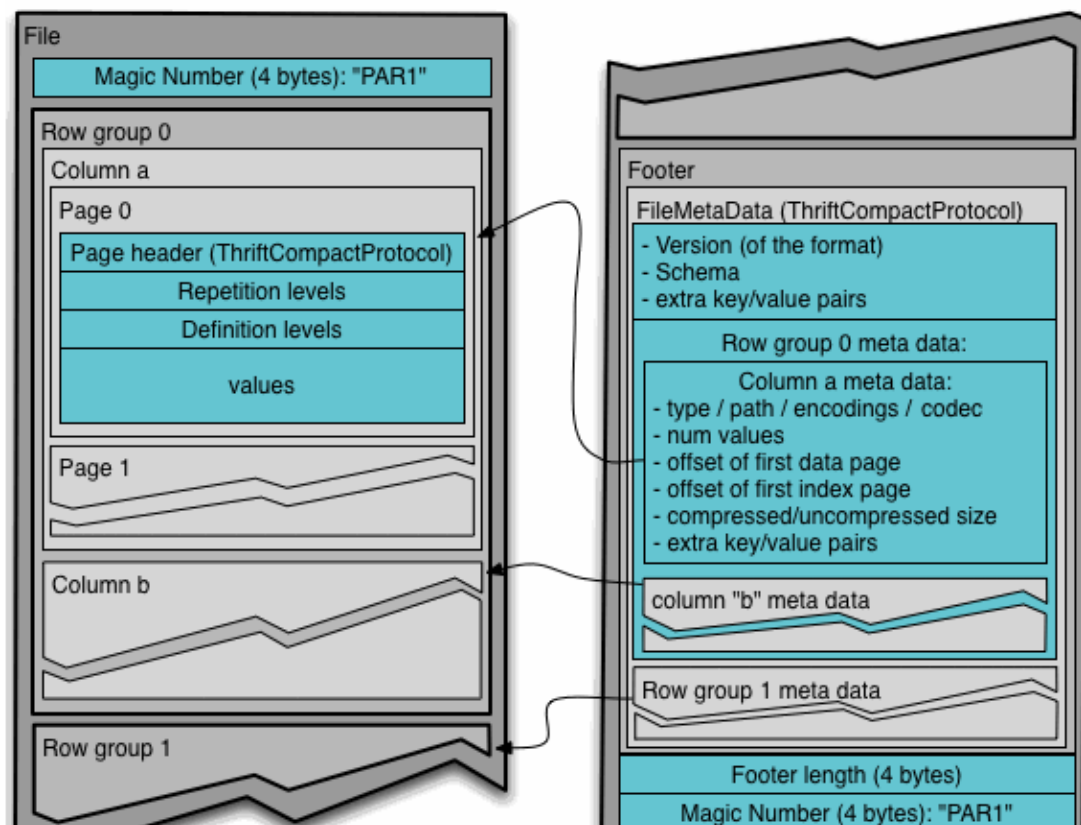 File
Magic Number (4 bytes): "PAR1"
Row group 0
Column a
Page 0
Page header (ThriftCompactProtocol)
Repetition levels
Definition levels
values
Page 1
Column b
Row group 1
Footer
FileMetaData (ThriftCompactProtocol)
- Version (of the format)
- Schema
- extra key/value pairs
Row group 0 meta data:
Column a meta data:
- type / path / encodings / codec
- num values
- offset of first data page
- offset of first index page
- compressed/uncompressed size
- extra key/value pairs
column "b" meta data
Row group 1 meta data
Footer length (4 bytes)
Magic Number (4 bytes): "PAR1"